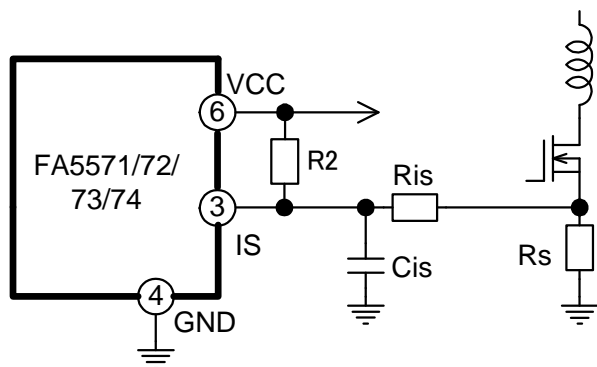 VCC
6
FA5571/72/
73/74
R2
Ris
3
IS
Rs
Cis
4
GND